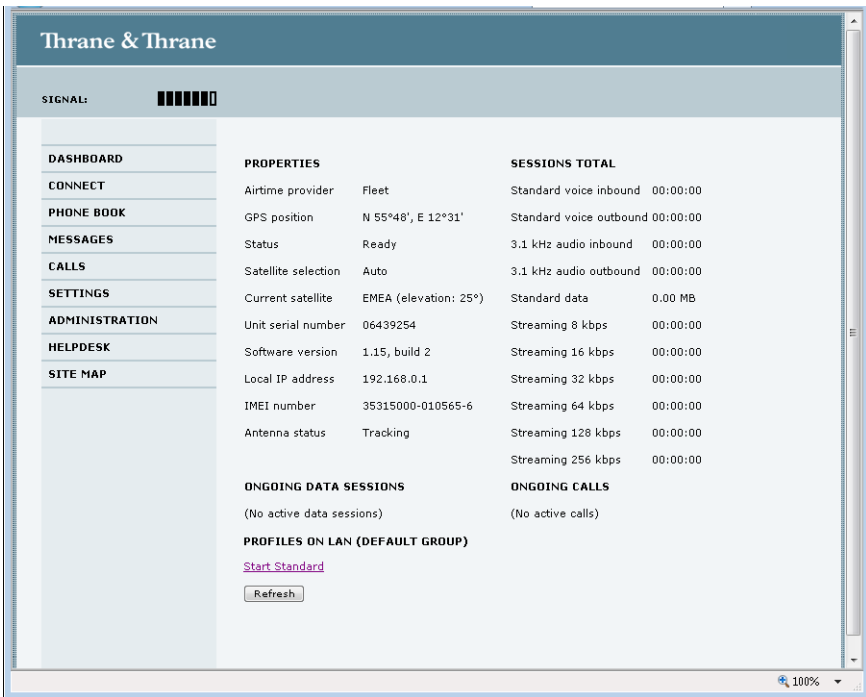 Thrane & Thrane
SIGNAL:
DASHBOARD
CONNECT
PHONE BOOK
MESSAGES
CALLS
SETTINGS
ADMINISTRATION
HELPDESK
SITE MAP
PROPERTIES
Airtime provider Fleet
GPS position N 55°48', E 12°31'
Status Ready
Satellite selection Auto
Current satellite EMEA (elevation: 25°)
Unit serial number 06439254
Software version 1.15, build 2
Local IP address 192.168.0.1
IMEI number 35315000-010565-6
Antenna status Tracking
SESSIONS TOTAL
Standard voice inbound 00:00:00
Standard voice outbound 00:00:00
3.1 kHz audio inbound 00:00:00
3.1 kHz audio outbound 00:00:00
Standard data 0.00 MB
Streaming 8 kbps 00:00:00
Streaming 16 kbps 00:00:00
Streaming 32 kbps 00:00:00
Streaming 64 kbps 00:00:00
Streaming 128 kbps 00:00:00
Streaming 256 kbps 00:00:00
ONGOING DATA SESSIONS
(No active data sessions)
ONGOING CALLS
(No active calls)
PROFILES ON LAN (DEFAULT GROUP)
Start Standard
Refresh
100%